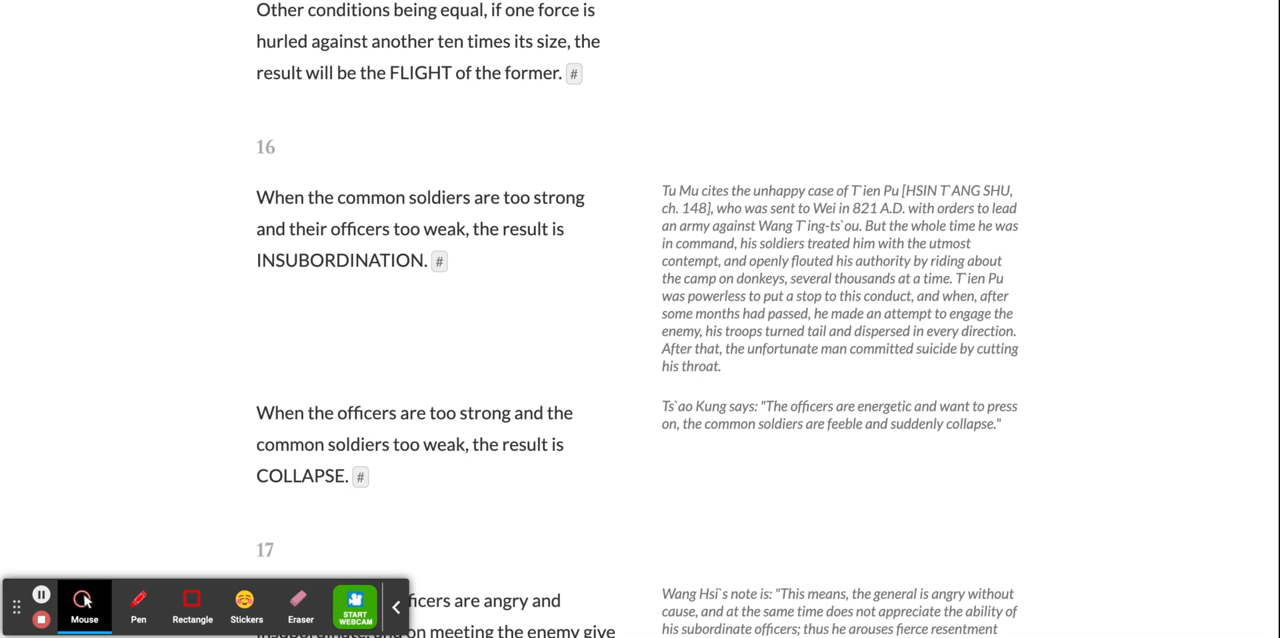 Other conditions being equal, if one force is
hurled against another ten times its size, the
result will be the FLIGHT of the former. #
16
When the common soldiers are too strong
and their officers too weak, the result is
INSUBORDINATION. #
Tu Mu cites the unhappy case of T`ien Pu [HSIN T`ANG SHU,
ch. 148], who was sent to Wei in 821 A.D. with orders to lead
an army against Wang T`ing-ts`ou. But the whole time he was
in command, his soldiers treated him with the utmost
contempt, and openly flouted his authority by riding about
the camp on donkeys, several thousands at a time. T`ien Pu
was powerless to put a stop to this conduct, and when, after
some months had passed, he made an attempt to engage the
enemy, his troops turned tail and dispersed in every direction.
After that, the unfortunate man committed suicide by cutting
his throat.
When the officers are too strong and the
common soldiers too weak, the result is
COLLAPSE. #
Ts`ao Kung says: "The officers are energetic and want to press
on, the common soldiers are feeble and suddenly collapse."
17
ficers are angry and
on meeting the enemy give
Wang Hsi`s note is: "This means, the general is angry without
cause, and at the same time does not appreciate the ability of
his subordinate officers; thus he arouses fierce resentment
Mouse
Pen
Rectangle
Stickers
Eraser
START
WEBCAM